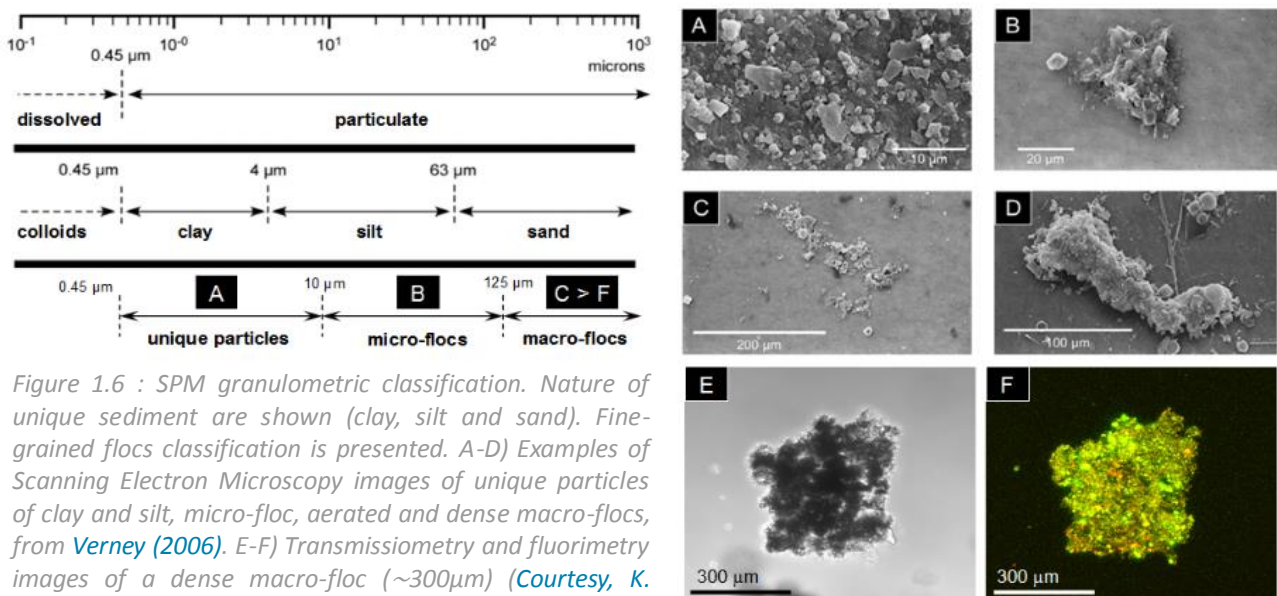 10⁻¹ 10⁻⁰ 10¹ 10² 10³
0.45 µm
microns
dissolved particulate
0.45 µm 4 µm 63 µm
colloids clay silt sand
0.45 µm A 10 µm B 125 µm C > F
unique particles micro-flocs macro-flocs
Figure 1.6 : SPM granulometric classification. Nature of
unique sediment are shown (clay, silt and sand). Fine-
grained flocs classification is presented. A-D) Examples of
Scanning Electron Microscopy images of unique particles
of clay and silt, micro-floc, aerated and dense macro-flocs,
from Verney (2006). E-F) Transmissiometry and fluorimetry
images of a dense macro-floc (~300µm) (Courtesy, K.
A
10 µm
B
20 µm
C
200 µm
D
100 µm
E
300 µm
F
300 µm